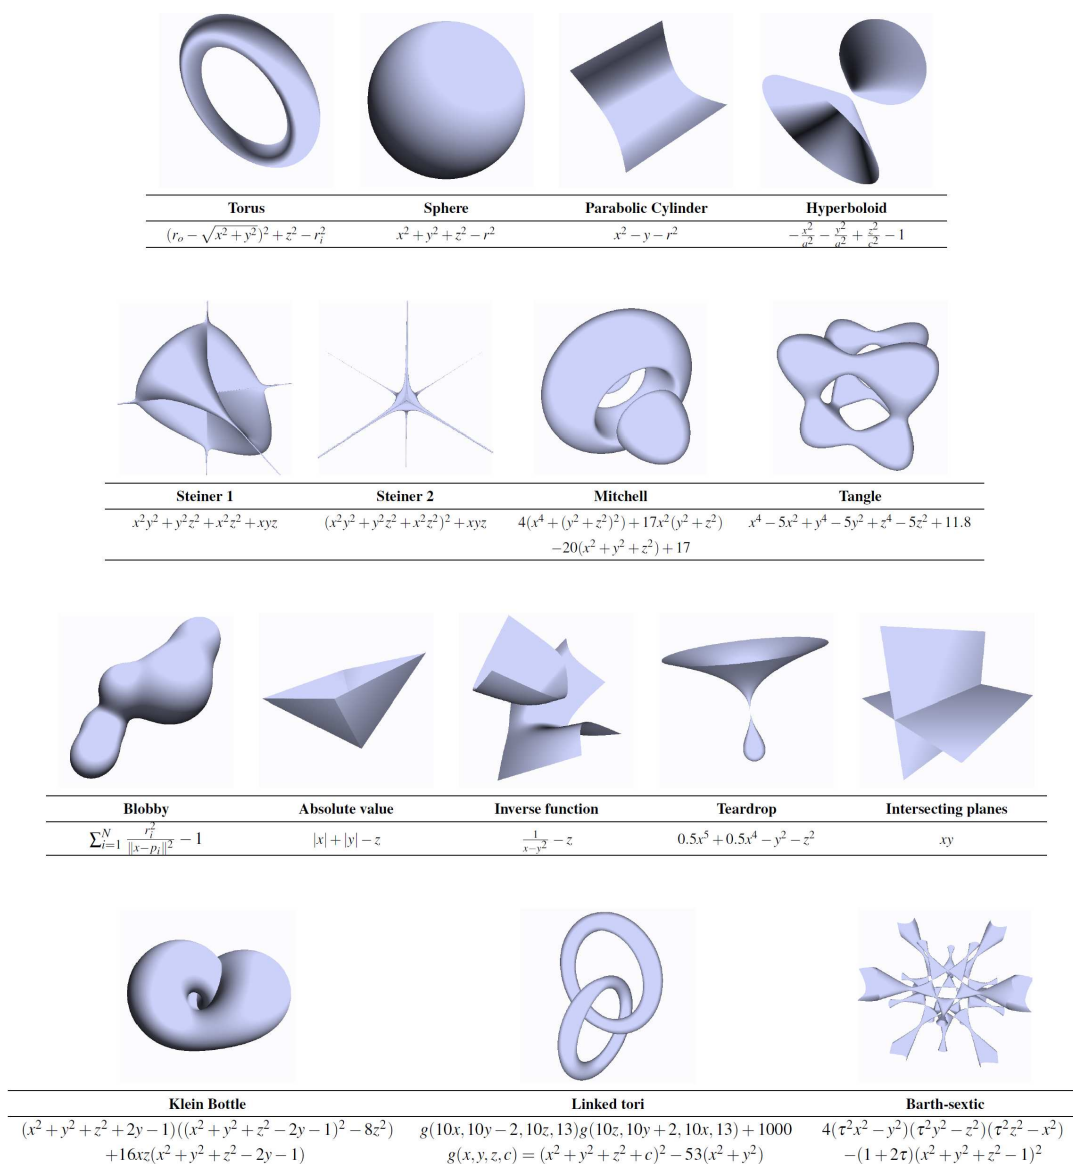 Torus Sphere Parabolic Cylinder Hyperboloid
(r_o − √(x² + y²))² + z² − r_i² x² + y² + z² − r² x² − y − r² −x²/a² − y²/a² + z²/c² − 1
Steiner 1 Steiner 2 Mitchell Tangle
x²y² + y²z² + x²z² + xyz (x²y² + y²z² + x²z²)² + xyz 4(x⁴ + (y² + z²)²) + 17x²(y² + z²) x⁴ − 5x² + y⁴ − 5y² + z⁴ − 5z² + 11.8
−20(x² + y² + z²) + 17
Blobby Absolute value Inverse function Teardrop Intersecting planes
∑_{i=1}^{N} r_i²/‖x−p_i‖² − 1 |x| + |y| − z 1/(x−y²) − z 0.5x⁵ + 0.5x⁴ − y² − z² xy
Klein Bottle Linked tori Barth-sextic
(x² + y² + z² + 2y − 1)((x² + y² + z² − 2y − 1)² − 8z²) g(10x, 10y − 2, 10z, 13)g(10z, 10y + 2, 10x, 13) + 1000 4(τ²x² − y²)(τ²y² − z²)(τ²z² − x²)
+16xz(x² + y² + z² − 2y − 1) g(x, y, z, c) = (x² + y² + z² + c)² − 53(x² + y²) −(1 + 2τ)(x² + y² + z² − 1)²